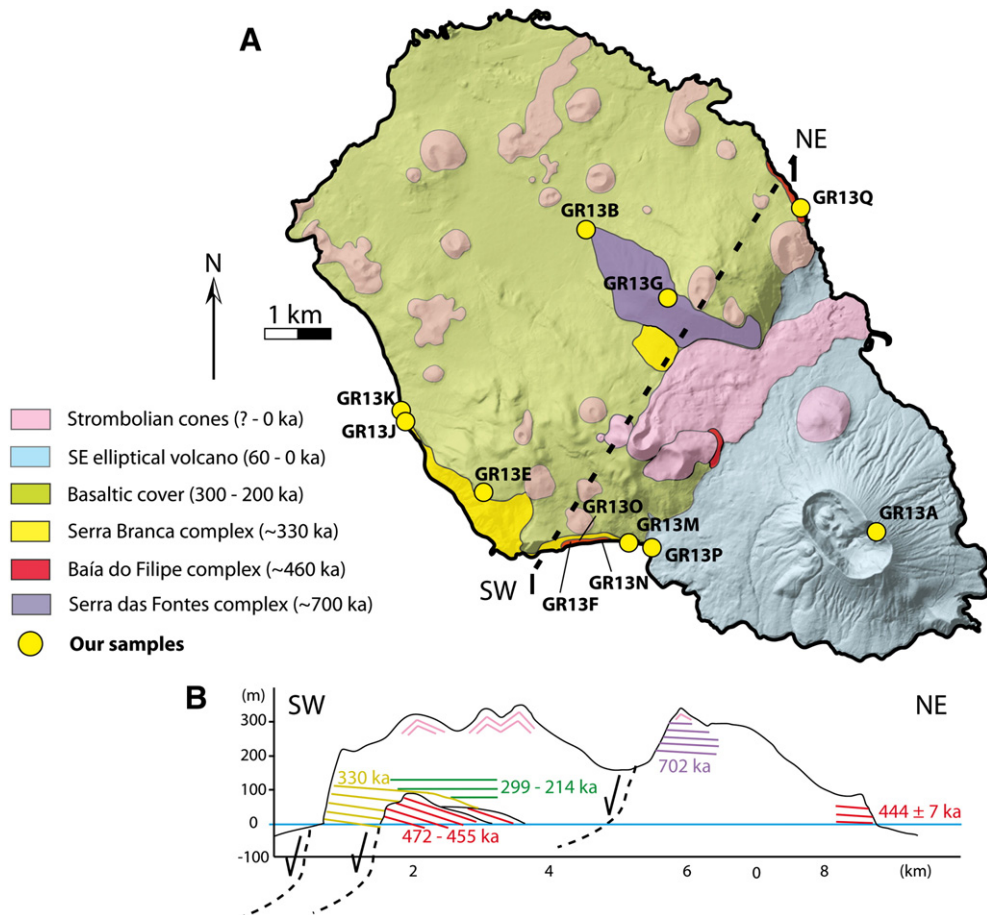 A
NE
GR13Q
GR13B
GR13G
N
1 km
GR13K
GR13J
Strombolian cones (? - 0 ka)
SE elliptical volcano (60 - 0 ka)
Basaltic cover (300 - 200 ka)
Serra Branca complex (~330 ka)
Baía do Filipe complex (~460 ka)
Serra das Fontes complex (~700 ka)
Our samples
GR13E
GR13O
GR13M
GR13A
GR13P
SW
GR13N
GR13F
B
(m)
SW
NE
300
200
100
0
-100
330 ka
299 - 214 ka
472 - 455 ka
702 ka
444 ± 7 ka
2 4 6 0 8 (km)